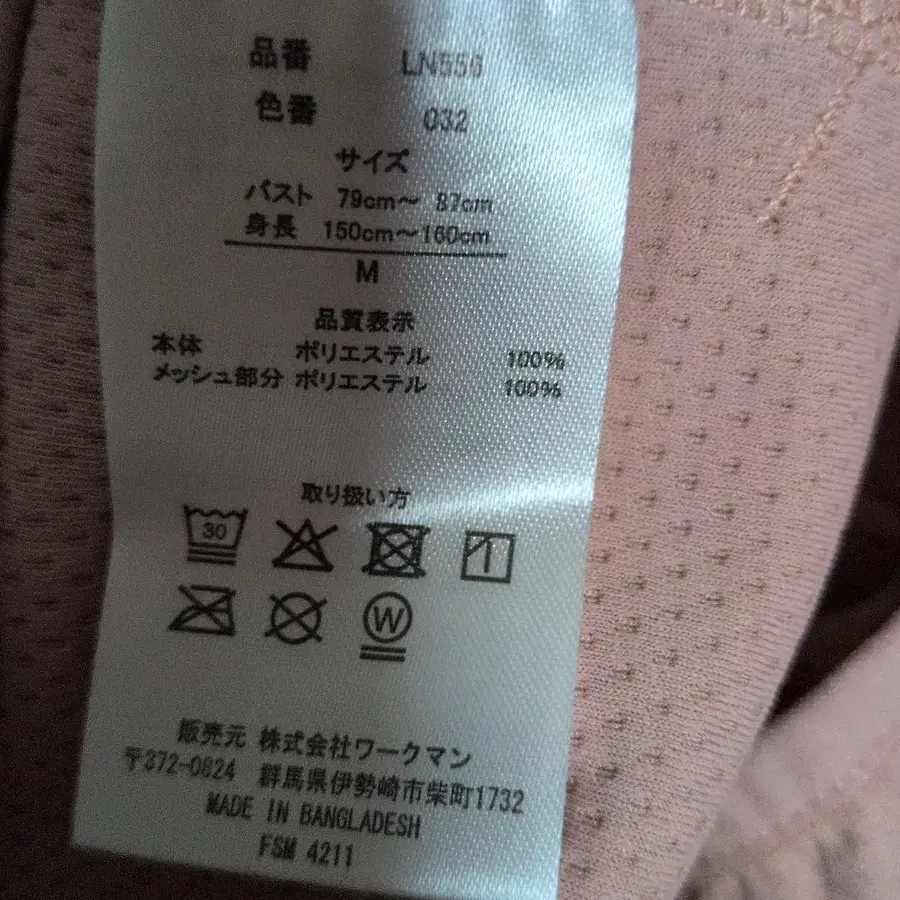 品番 LN556
色番 032
サイズ
バスト 79cm～ 87cm
身長 150cm～160cm
M
品質表示
本体 ポリエステル 100%
メッシュ部分 ポリエステル 100%
取り扱い方
30
W
販売元 株式会社ワークマン
〒372-0824 群馬県伊勢崎市柴町1732
MADE IN BANGLADESH
FSM 4211